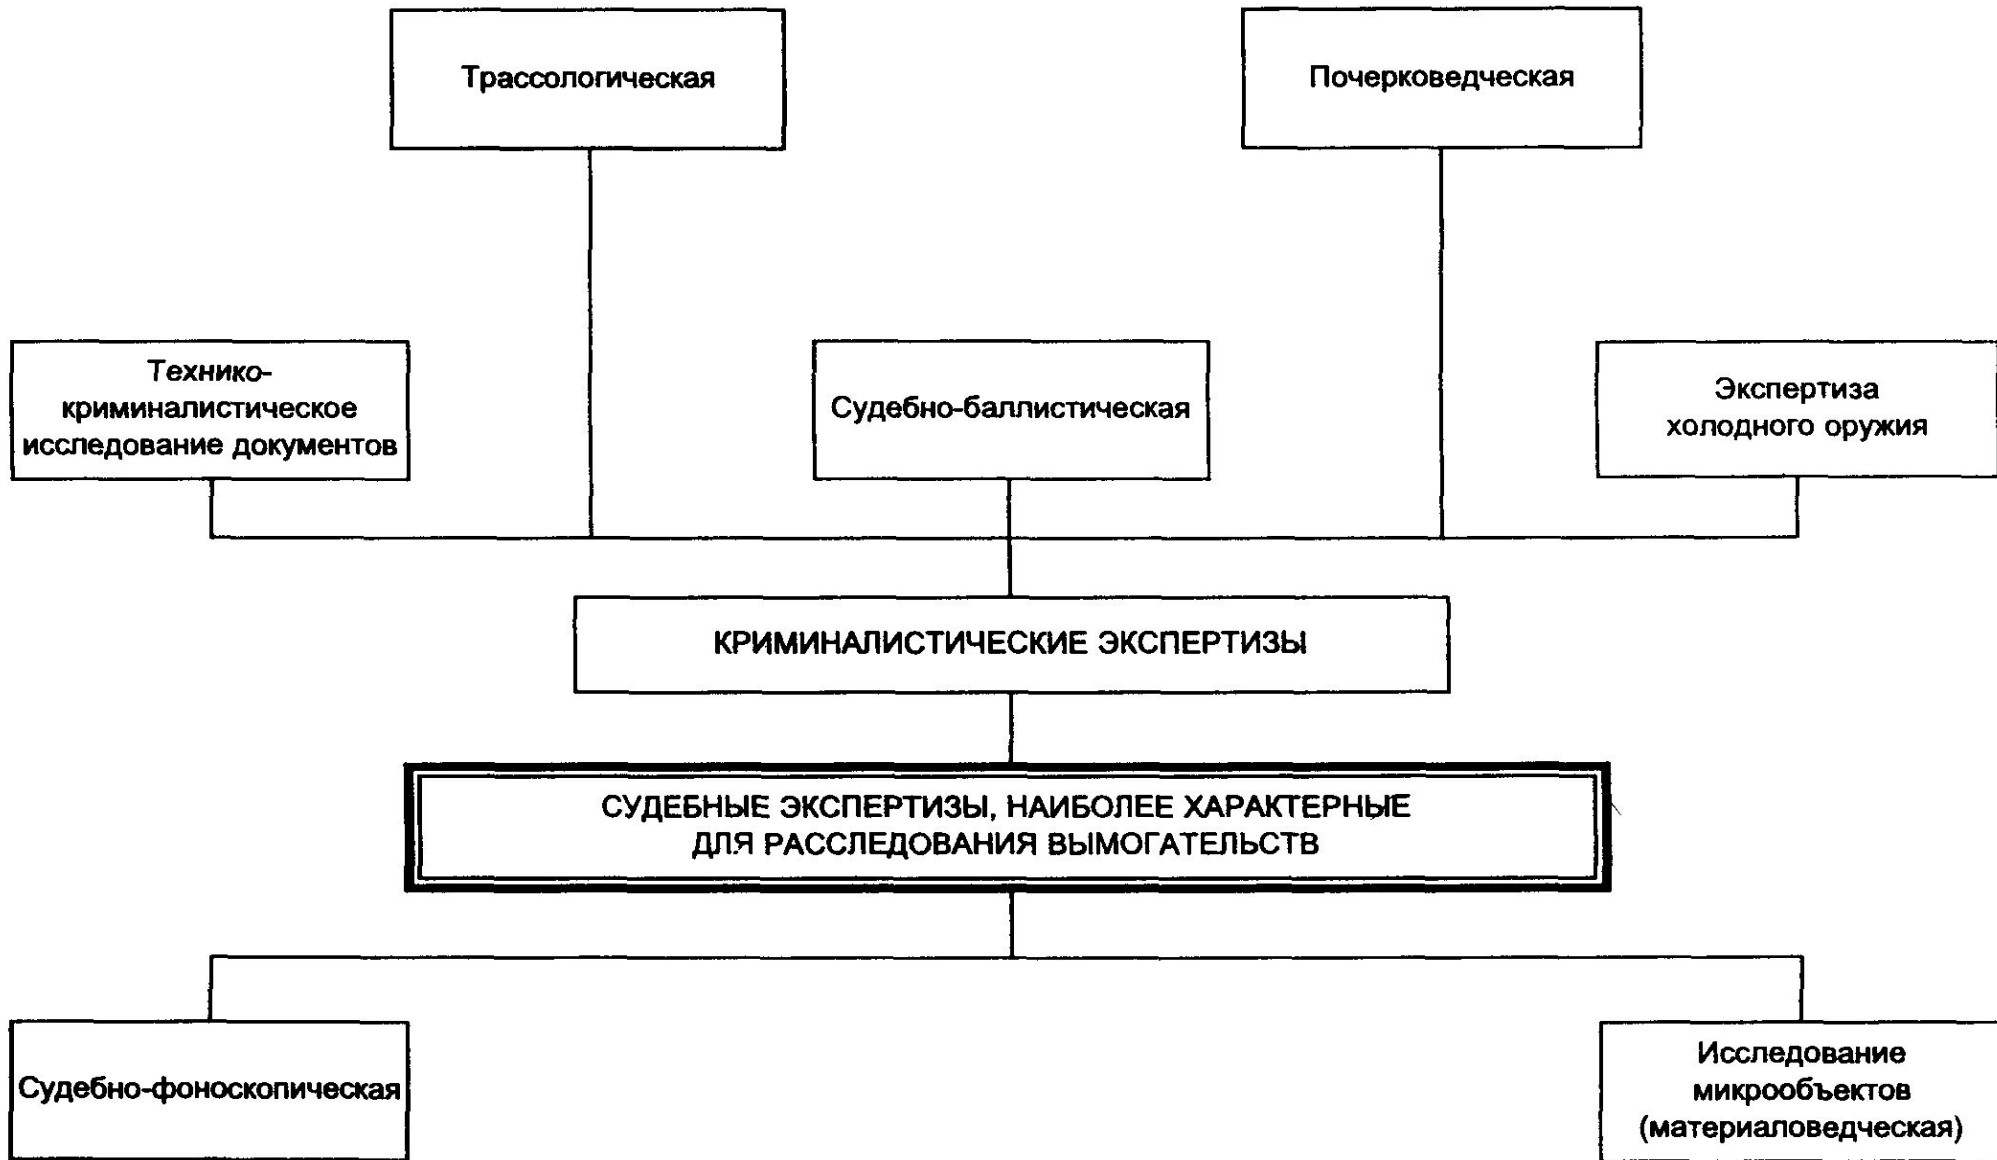 Трассологическая
Почерковедческая
Технико-
криминалистическое
исследование документов
Судебно-баллистическая
Экспертиза
холодного оружия
КРИМИНАЛИСТИЧЕСКИЕ ЭКСПЕРТИЗЫ
СУДЕБНЫЕ ЭКСПЕРТИЗЫ, НАИБОЛЕЕ ХАРАКТЕРНЫЕ
ДЛЯ РАССЛЕДОВАНИЯ ВЫМОГАТЕЛЬСТВ
Судебно-фоноскопическая
Исследование
микрообъектов
(материаловедческая)